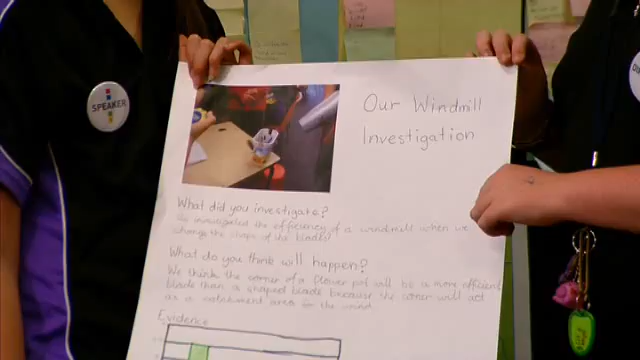 SPEAKER
Our Windmill
Investigation
What did you investigate?
We investigated the efficiency of a windmill when we
change the shape of the blade?
What do you think will happen?
We think the corner of a flower pot will be a more efficient
blade than a shaped blade because the corner will act
as a catchment area for the wind
Evidence